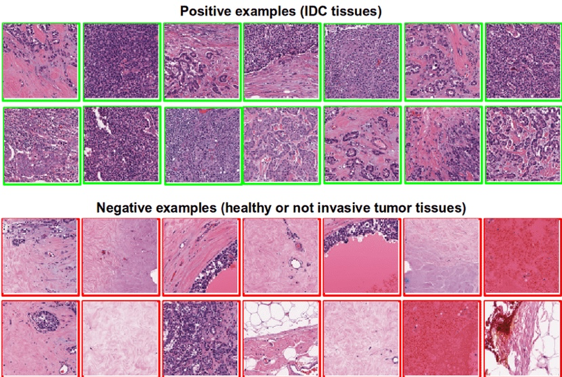 Positive examples (IDC tissues)
Negative examples (healthy or not invasive tumor tissues)